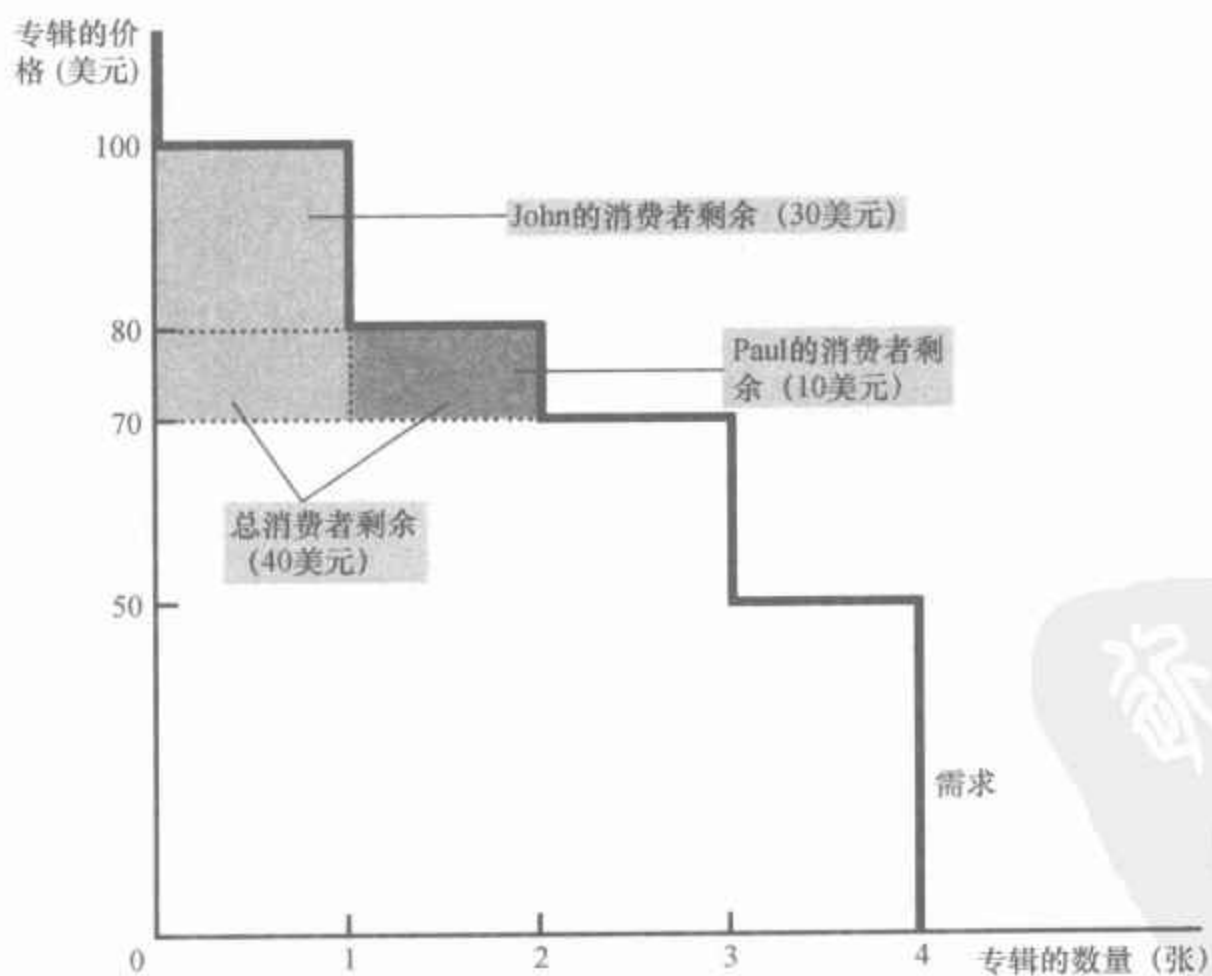 专辑的价
格 (美元)
100
John的消费者剩余（30美元）
80
Paul的消费者剩
余（10美元）
70
总消费者剩余
（40美元）
50
需求
0
1
2
3
4
专辑的数量（张）